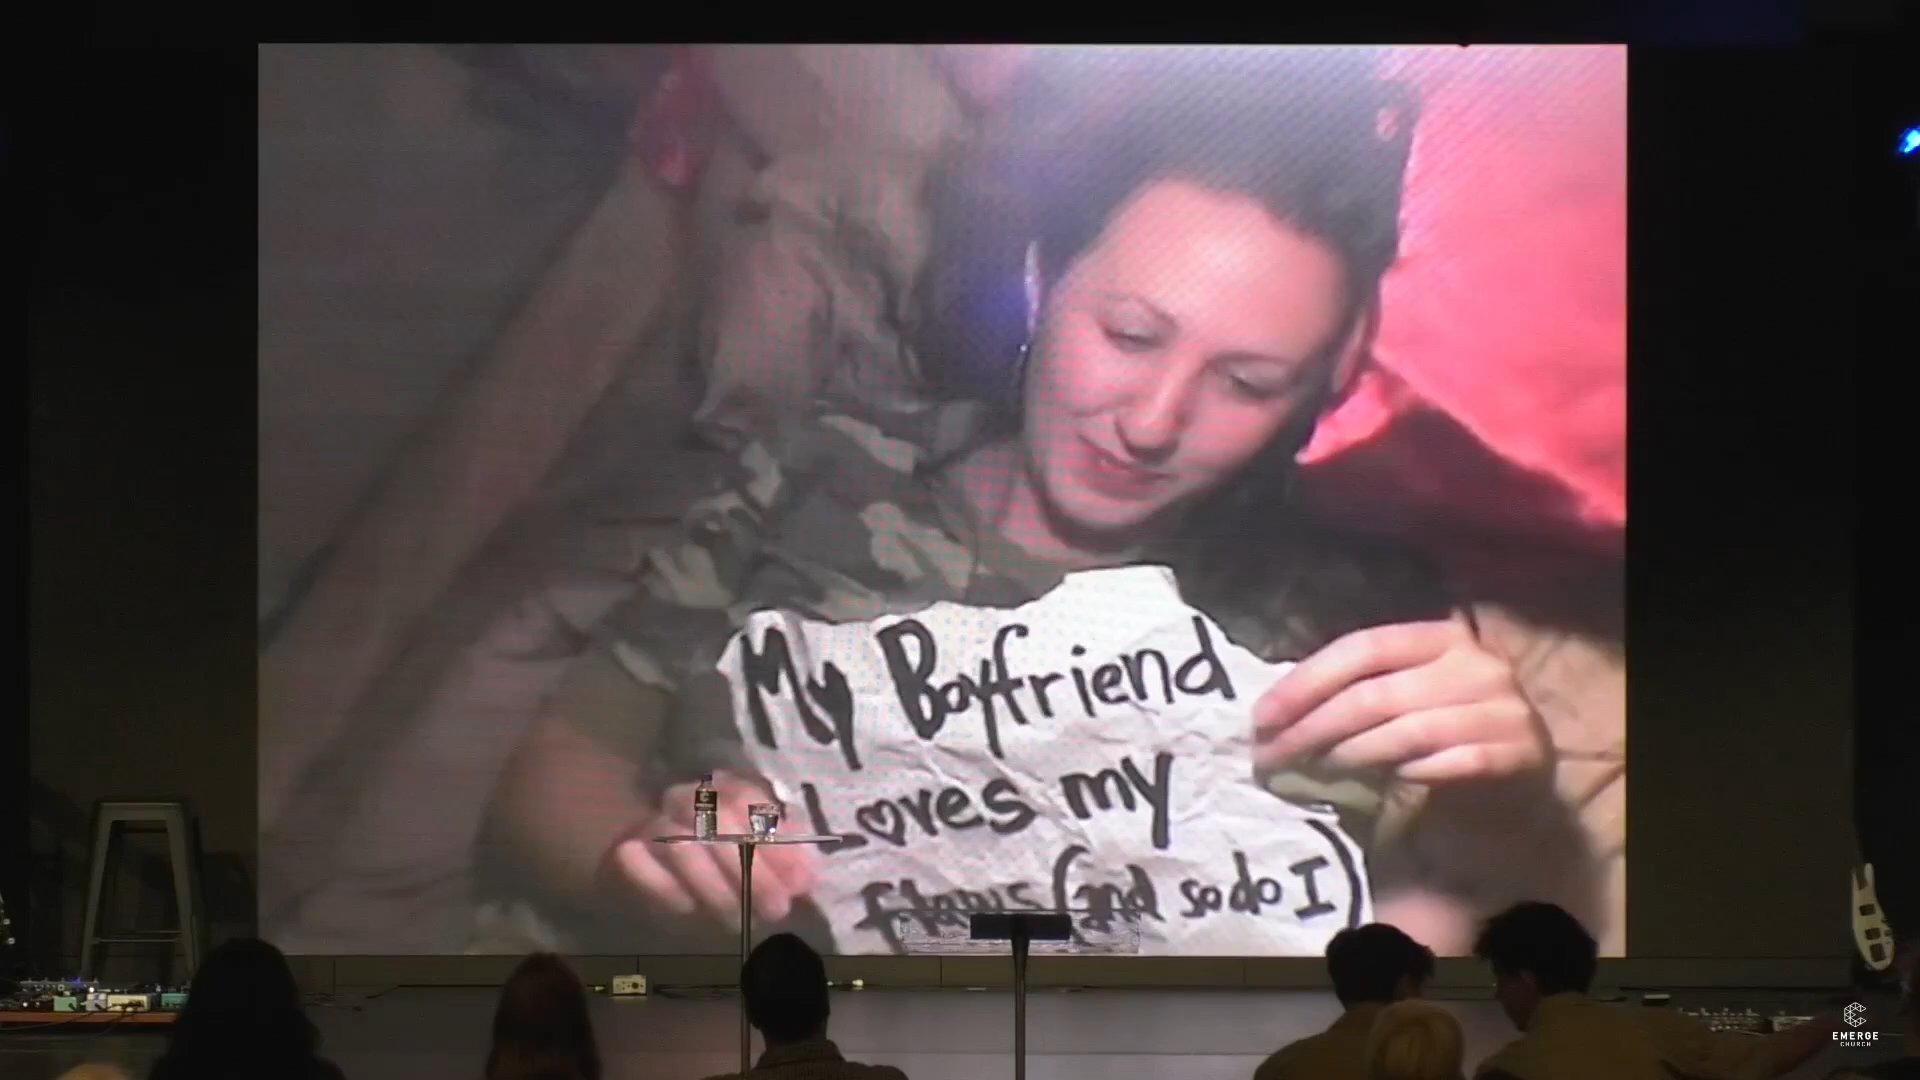 My Boyfriend
Loves my
flaws (and so do I)
EMERGE
CHURCH